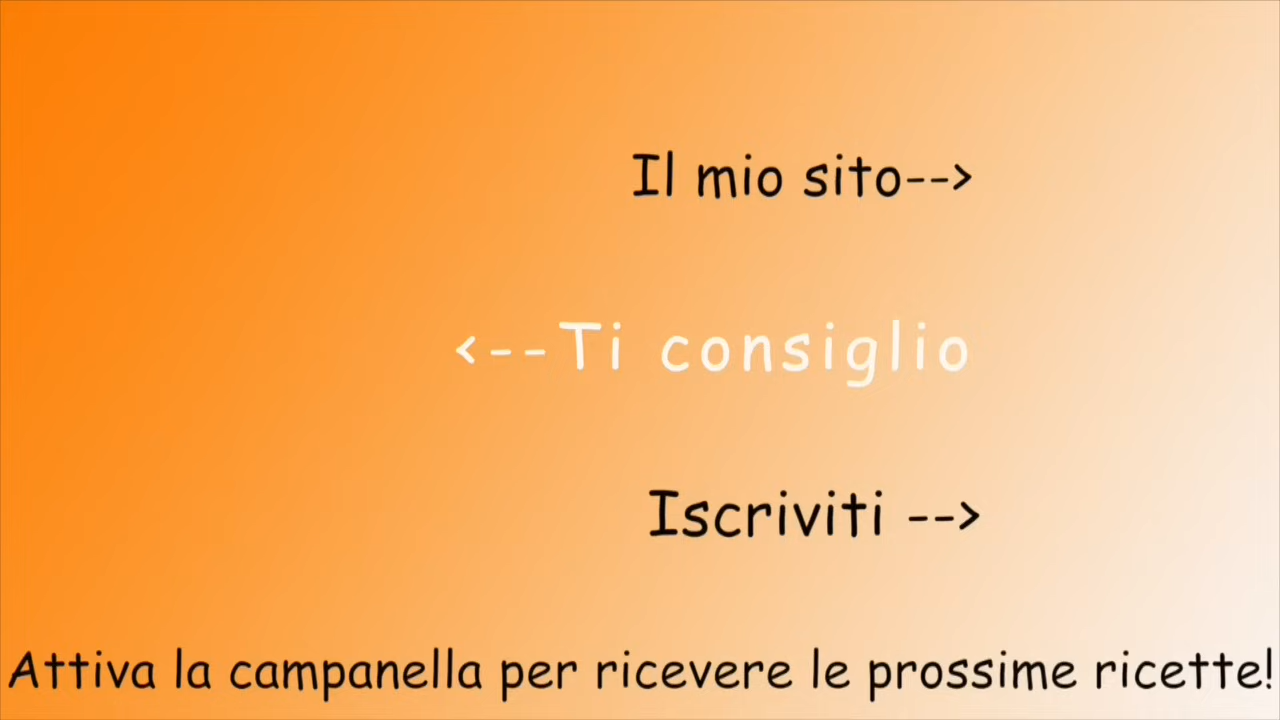 Il mio sito-->
<--Ti consiglio
Iscriviti -->
Attiva la campanella per ricevere le prossime ricette!